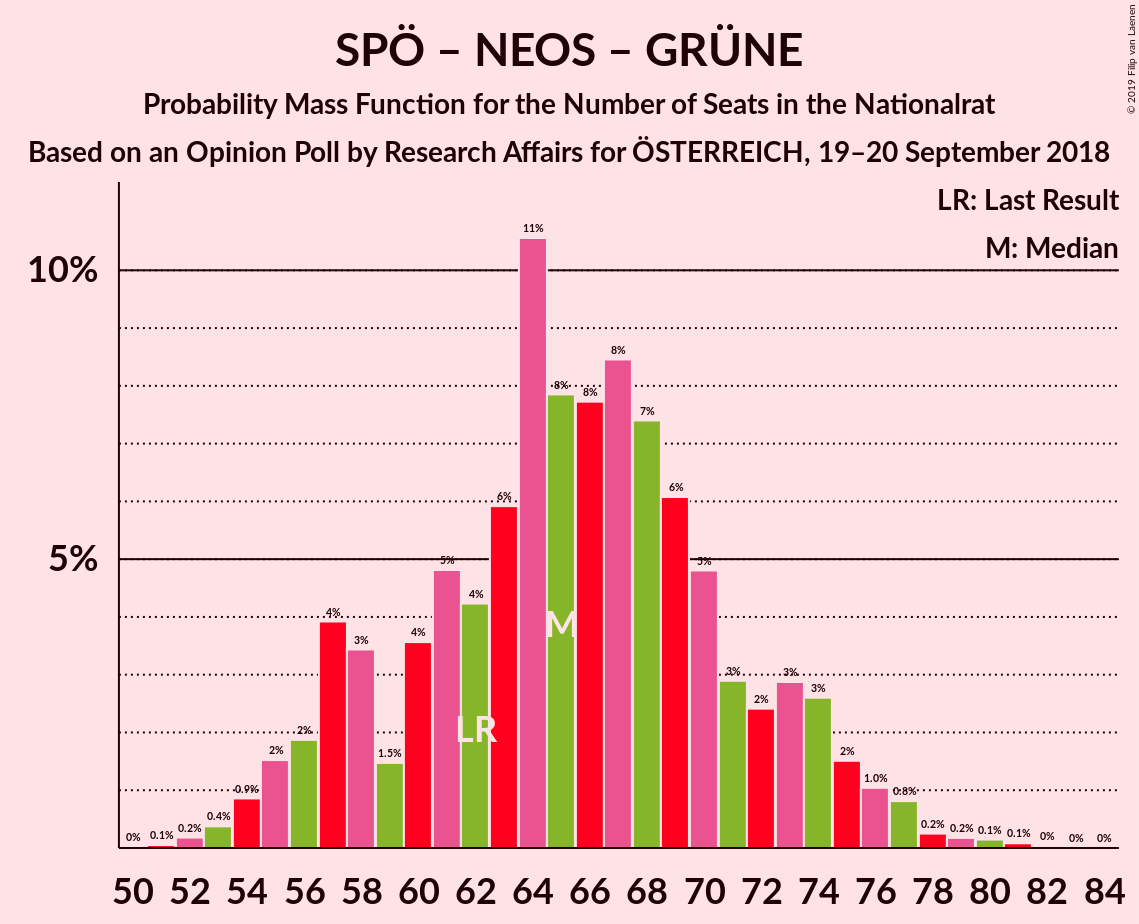 SPÖ – NEOS – GRÜNE
Probability Mass Function for the Number of Seats in the Nationalrat
Based on an Opinion Poll by Research Affairs for ÖSTERREICH, 19–20 September 2018
© 2019 Filip van Laenen
LR: Last Result
M: Median
10%
5%
0% 0.1% 0.2% 0.4% 0.9% 2% 2% 4% 3% 1.5% 4% 5% 4% 6% 11% 8% 8% 8% 7% 6% 5% 3% 2% 3% 3% 2% 1.0% 0.8% 0.2% 0.2% 0.1% 0.1% 0% 0% 0%
M
LR
50 52 54 56 58 60 62 64 66 68 70 72 74 76 78 80 82 84